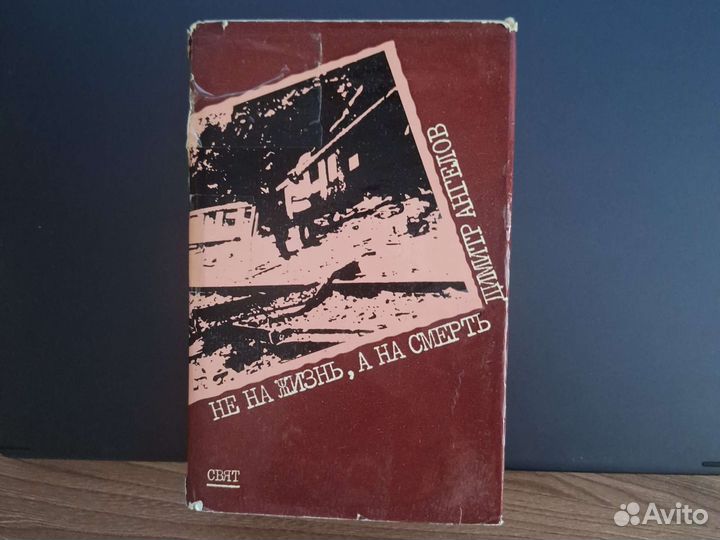 ДИМИТР АНГЕЛОВ
НЕ НА ЖИЗНЬ, А НА СМЕРТЬ
СВЯТ
Avito